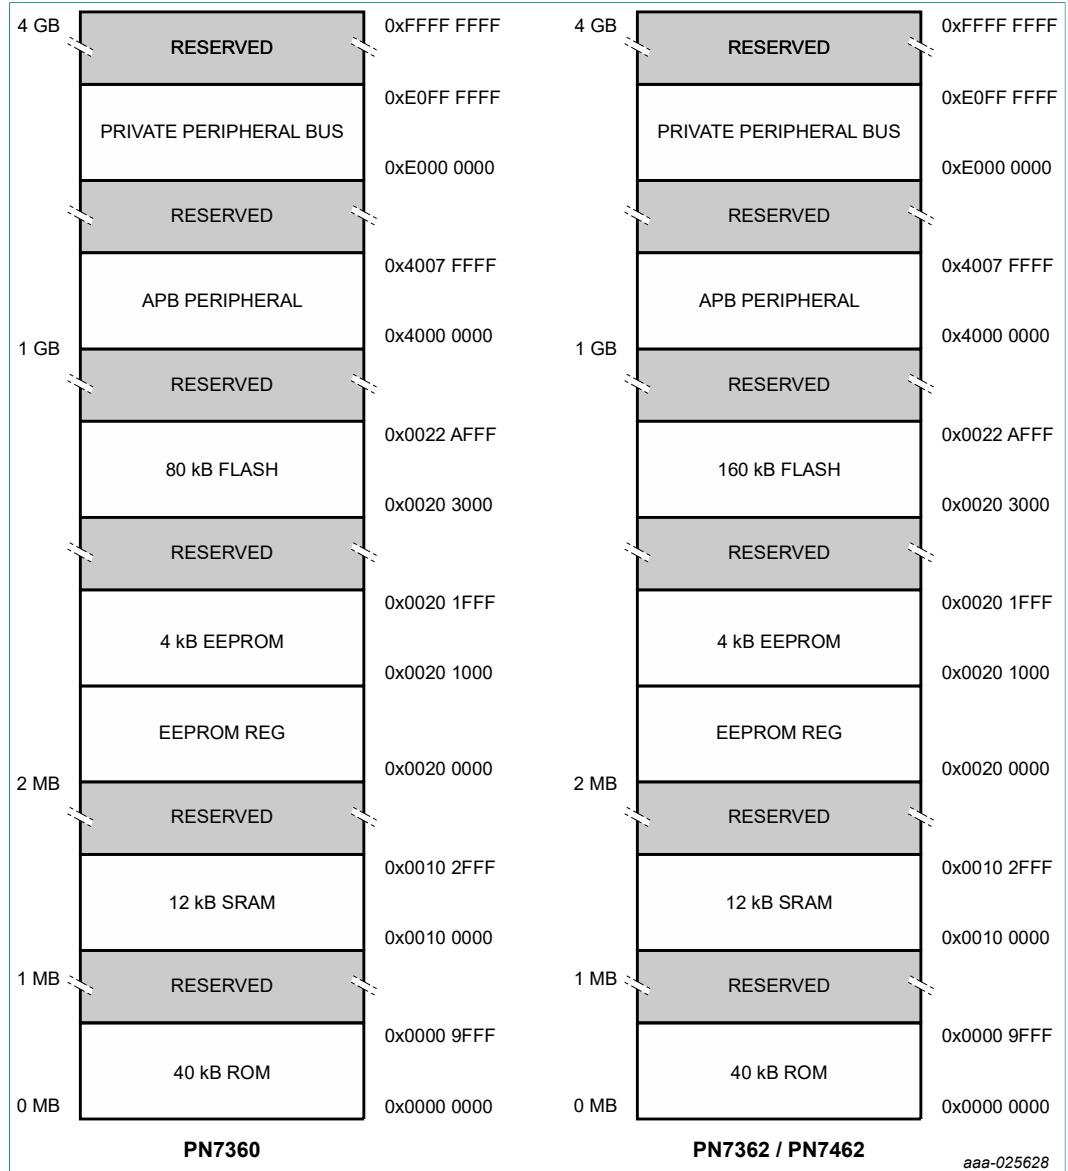 4 GB
RESERVED
0xFFFF FFFF
0xE0FF FFFF
PRIVATE PERIPHERAL BUS
0xE000 0000
RESERVED
0x4007 FFFF
APB PERIPHERAL
0x4000 0000
1 GB
RESERVED
0x0022 AFFF
80 kB FLASH
0x0020 3000
RESERVED
0x0020 1FFF
4 kB EEPROM
0x0020 1000
EEPROM REG
0x0020 0000
2 MB
RESERVED
0x0010 2FFF
12 kB SRAM
0x0010 0000
1 MB
RESERVED
0x0000 9FFF
40 kB ROM
0 MB
0x0000 0000
PN7360
4 GB
RESERVED
0xFFFF FFFF
0xE0FF FFFF
PRIVATE PERIPHERAL BUS
0xE000 0000
RESERVED
0x4007 FFFF
APB PERIPHERAL
0x4000 0000
1 GB
RESERVED
0x0022 AFFF
160 kB FLASH
0x0020 3000
RESERVED
0x0020 1FFF
4 kB EEPROM
0x0020 1000
EEPROM REG
0x0020 0000
2 MB
RESERVED
0x0010 2FFF
12 kB SRAM
0x0010 0000
1 MB
RESERVED
0x0000 9FFF
40 kB ROM
0 MB
0x0000 0000
PN7362 / PN7462
aaa-025628